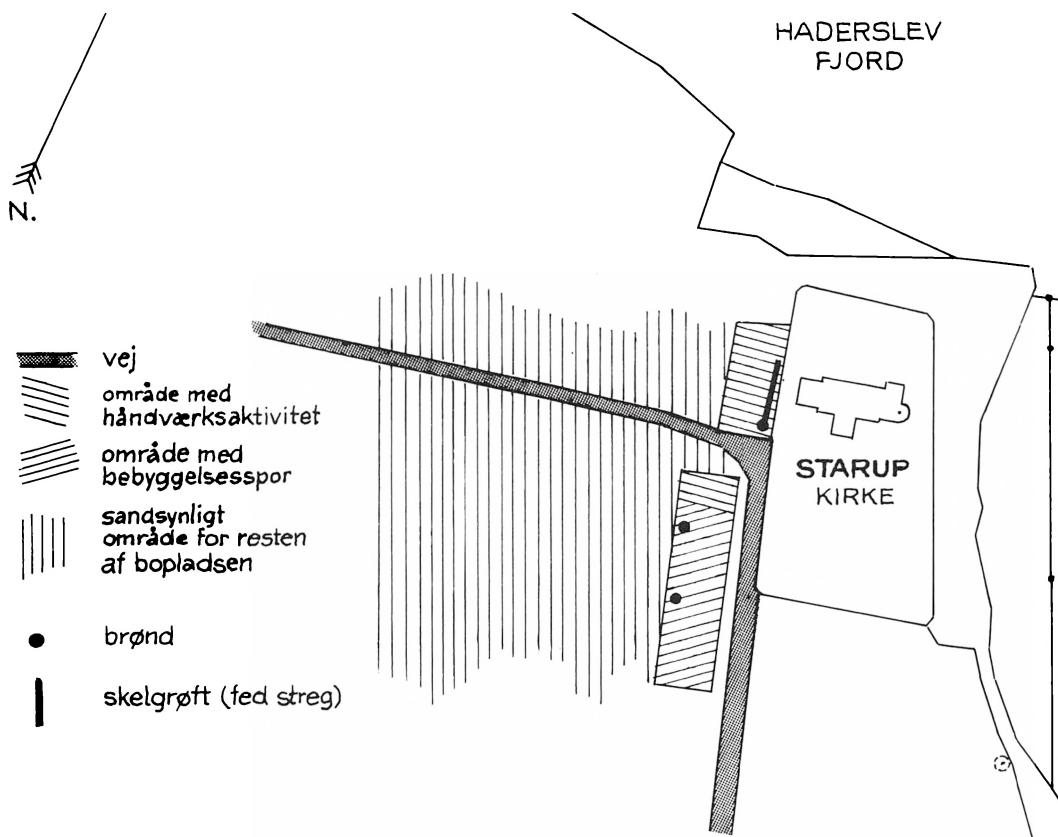 HADERSLEV
FJORD
N.
vej
område med
håndværksaktivitet
område med
bebyggelsesspor
sandsynligt
område for resten
af bopladsen
brønd
skelgrøft (fed streg)
STARUP
KIRKE